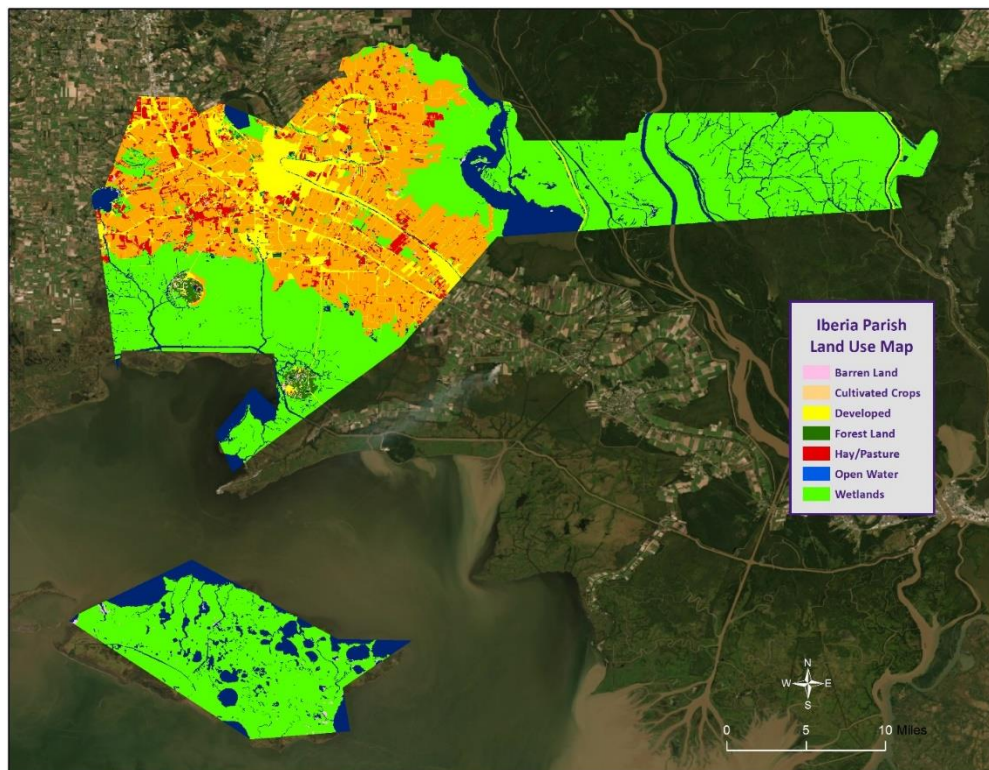 Iberia Parish
Land Use Map
Barren Land
Cultivated Crops
Developed
Forest Land
Hay/Pasture
Open Water
Wetlands
N
W E
S
0 5 10 Miles